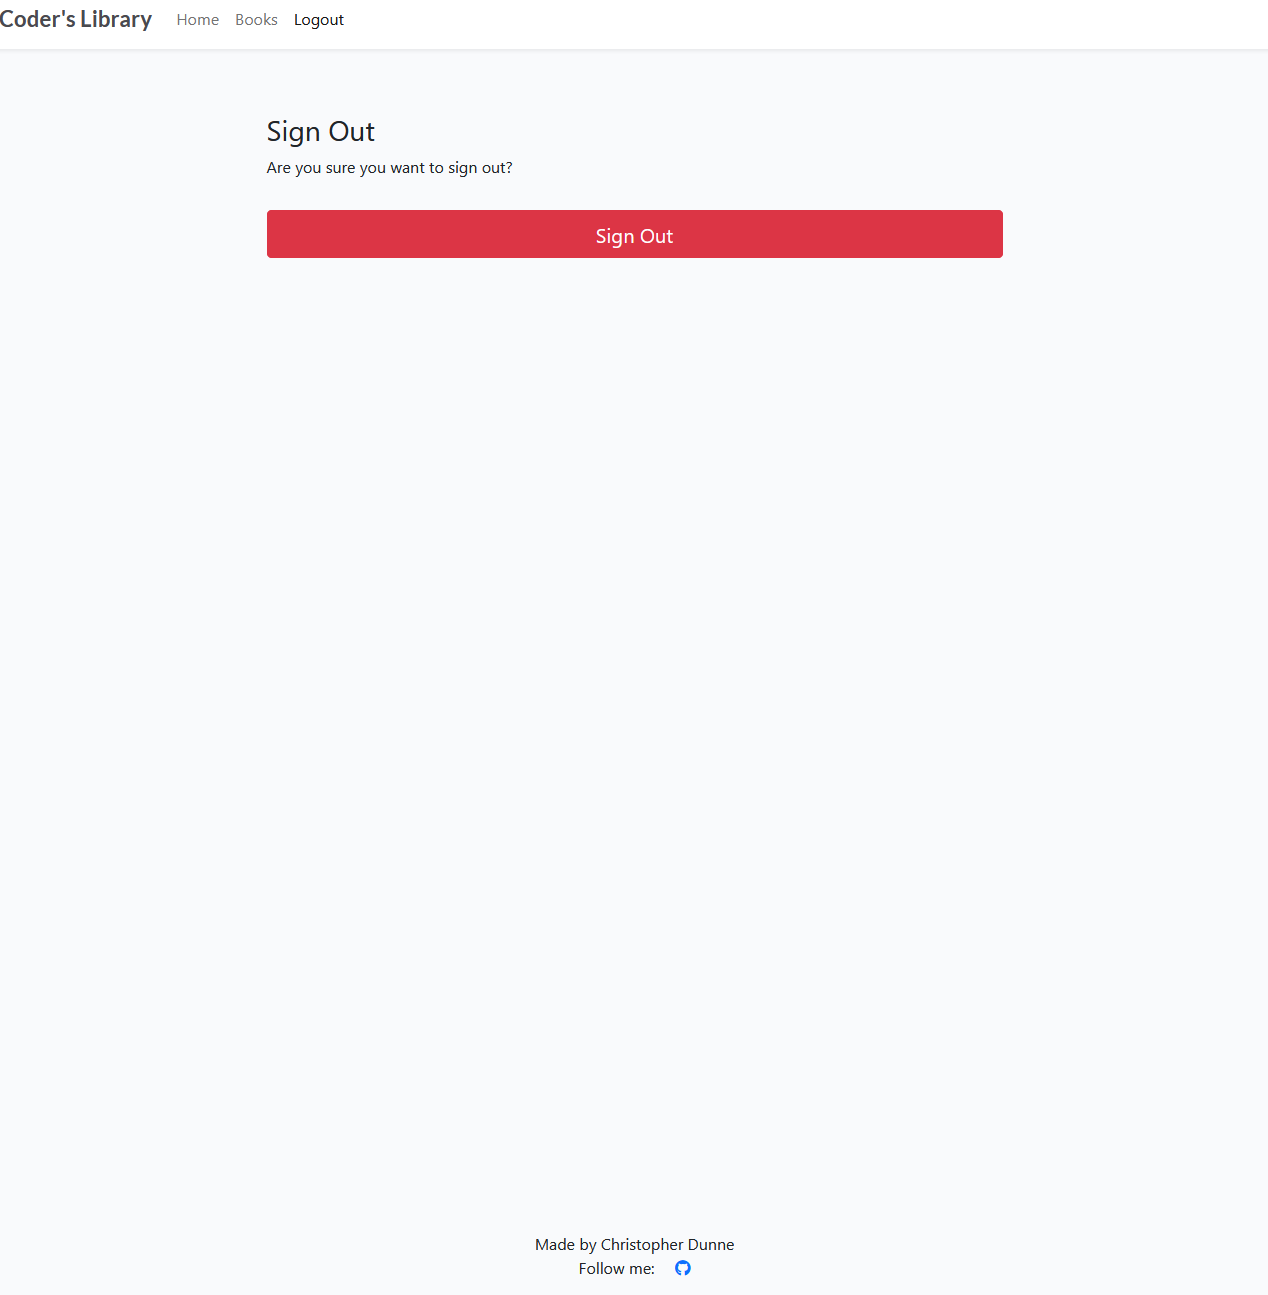 Coder's Library Home Books Logout
Sign Out
Are you sure you want to sign out?
Sign Out
Made by Christopher Dunne
Follow me: